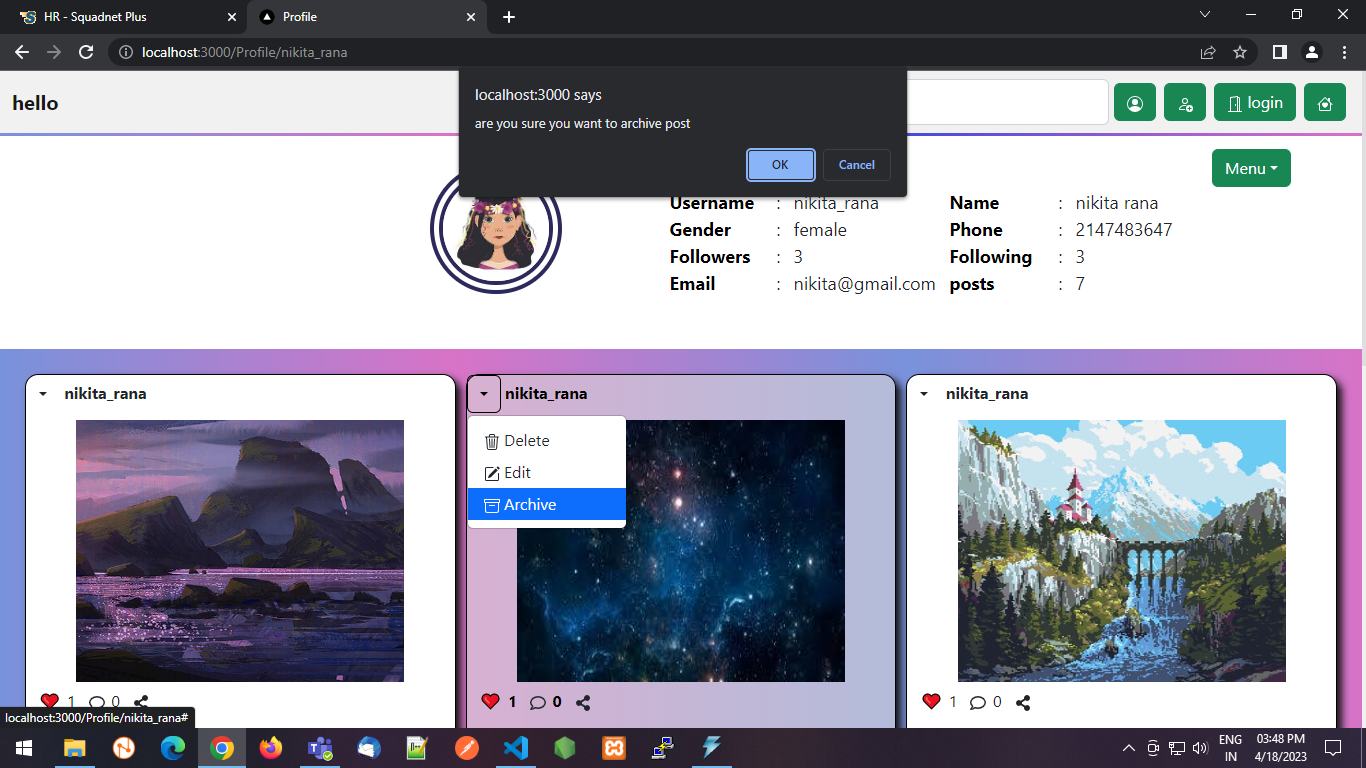 HR - Squadnet Plus
Profile
localhost:3000/Profile/nikita_rana
hello
login
localhost:3000 says
are you sure you want to archive post
OK
Cancel
Menu
Username : nikita_rana Name : nikita rana
Gender : female Phone : 2147483647
Followers : 3 Following : 3
Email : nikita@gmail.com posts : 7
nikita_rana
nikita_rana
nikita_rana
Delete
Edit
Archive
1 0
1 0
1 0
localhost:3000/Profile/nikita_rana#
ENG
IN
03:48 PM
4/18/2023